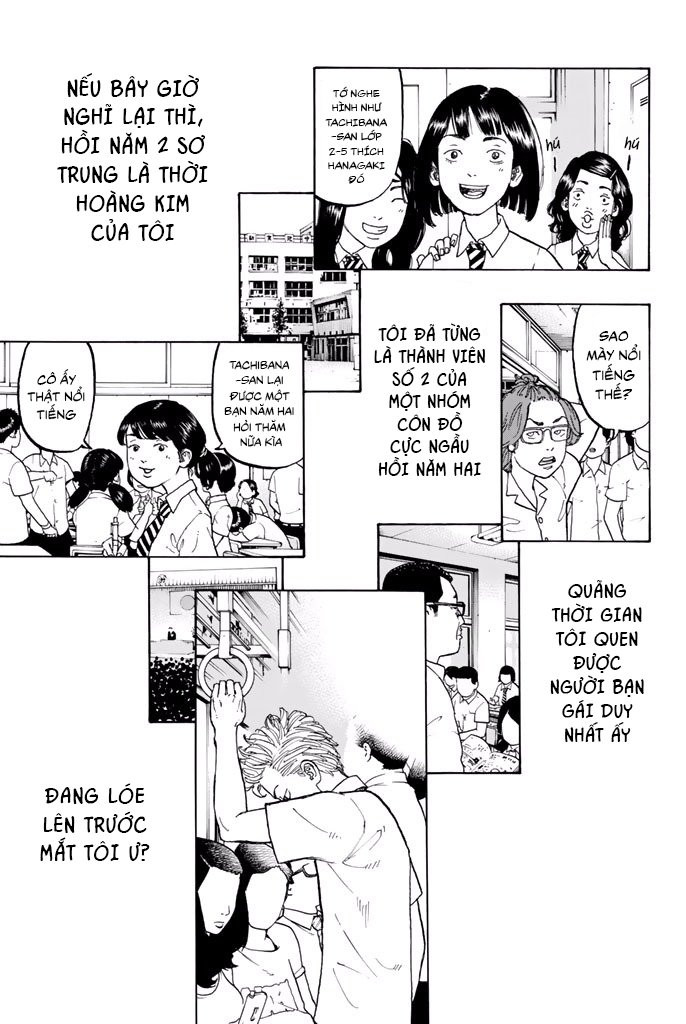 NẾU BÂY GIỜ
NGHĨ LẠI THÌ,
HỒI NĂM 2 SƠ
TRUNG LÀ THỜI
HOÀNG KIM
CỦA TÔI
TỚ NGHE
HÌNH NHƯ
TACHIBANA
-SAN LỚP
2-5 THÍCH
HANAGAKI
ĐÓ
hú
hú
SAO
MÀY NỔI
TIẾNG
THẾ?
TÔI ĐÃ TỪNG
LÀ THÀNH VIÊN
SỐ 2 CỦA
MỘT NHÓM
CÔN ĐỒ
CỰC NGẦU
HỒI NĂM HAI
TACHIBANA
-SAN LẠI
ĐƯỢC MỘT
BẠN NĂM HAI
HỎI THĂM
NỮA KÌA
CÔ ẤY
THẬT NỔI
TIẾNG
QUÃNG
THỜI GIAN
TÔI QUEN
ĐƯỢC
NGƯỜI BẠN
GÁI DUY
NHẤT ẤY
ĐANG LÓE
LÊN TRƯỚC
MẮT TÔI Ư?